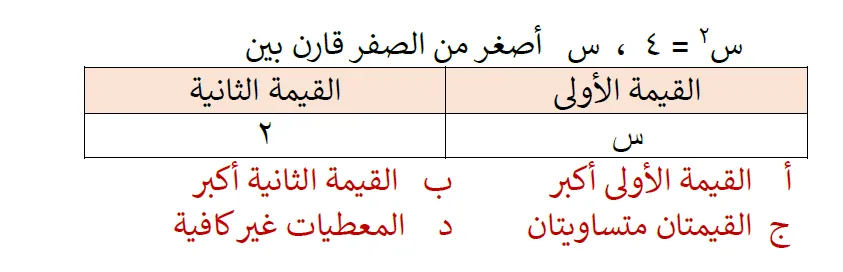 س٢ = ٤ ، س أصغر من الصفر قارن بين
القيمة الأولى القيمة الثانية
س ٢
أ القيمة الأولى أكبر ب القيمة الثانية أكبر
ج القيمتان متساويتان د المعطيات غير كافية